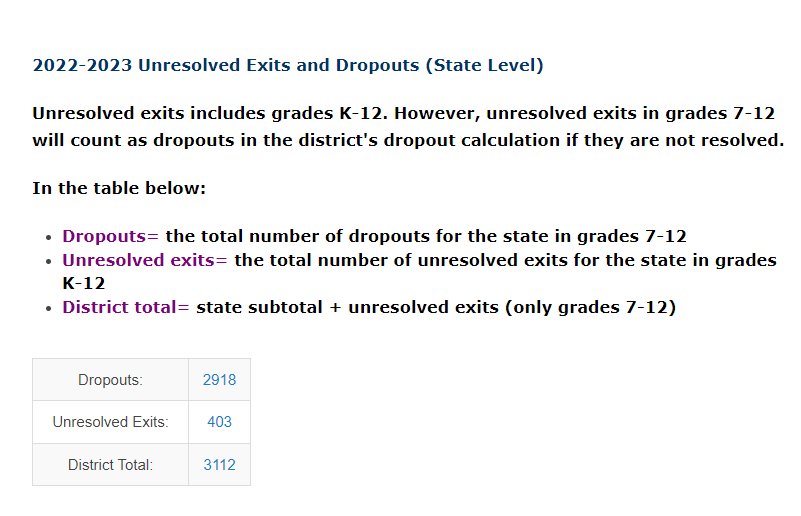 2022-2023 Unresolved Exits and Dropouts (State Level)
Unresolved exits includes grades K-12. However, unresolved exits in grades 7-12
will count as dropouts in the district's dropout calculation if they are not resolved.
In the table below:
• Dropouts= the total number of dropouts for the state in grades 7-12
• Unresolved exits= the total number of unresolved exits for the state in grades
K-12
• District total= state subtotal + unresolved exits (only grades 7-12)
Dropouts: 2918
Unresolved Exits: 403
District Total: 3112